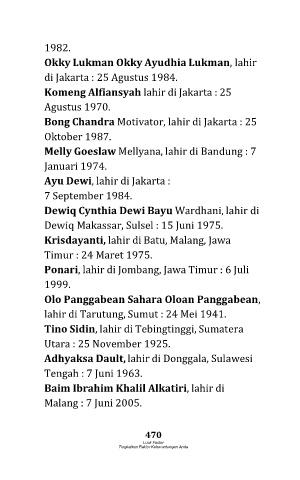 1982.
Okky Lukman Okky Ayudhia Lukman, lahir
di Jakarta : 25 Agustus 1984.
Komeng Alfiansyah lahir di Jakarta : 25
Agustus 1970.
Bong Chandra Motivator, lahir di Jakarta : 25
Oktober 1987.
Melly Goeslaw Mellyana, lahir di Bandung : 7
Januari 1974.
Ayu Dewi, lahir di Jakarta :
7 September 1984.
Dewiq Cynthia Dewi Bayu Wardhani, lahir di
Dewiq Makassar, Sulsel : 15 Juni 1975.
Krisdayanti, lahir di Batu, Malang, Jawa
Timur : 24 Maret 1975.
Ponari, lahir di Jombang, Jawa Timur : 6 Juli
1999.
Olo Panggabean Sahara Oloan Panggabean,
lahir di Tarutung, Sumut : 24 Mei 1941.
Tino Sidin, lahir di Tebingtinggi, Sumatera
Utara : 25 November 1925.
Adhyaksa Dault, lahir di Donggala, Sulawesi
Tengah : 7 Juni 1963.
Baim Ibrahim Khalil Alkatiri, lahir di
Malang : 7 Juni 2005.
470